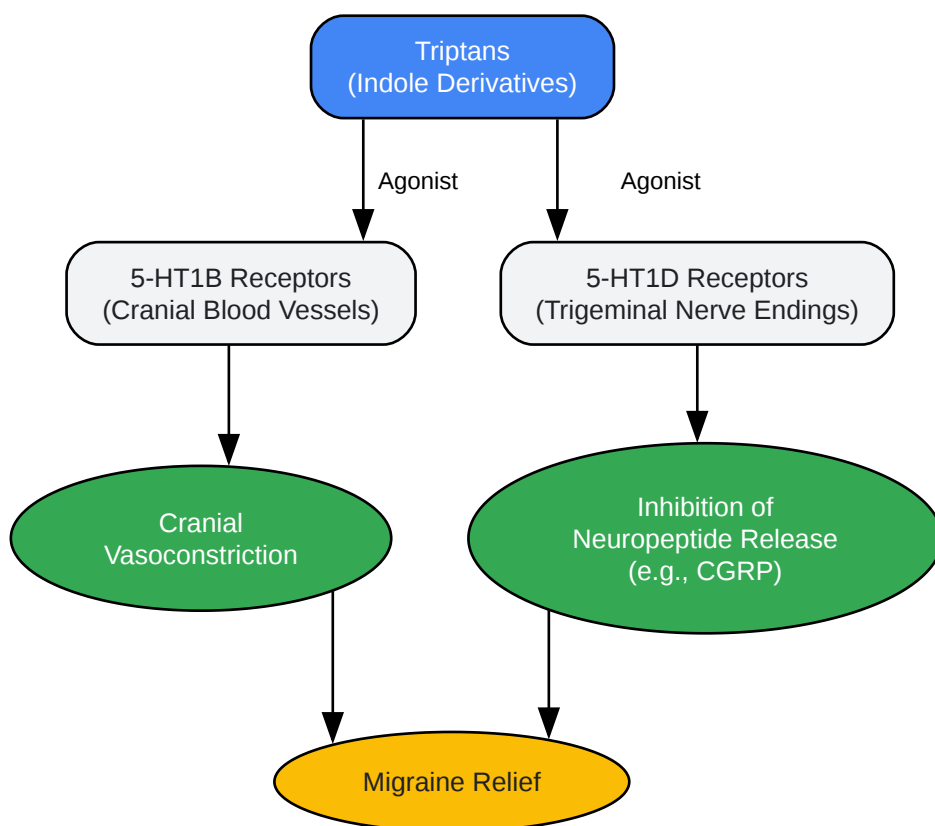 Triptans
(Indole Derivatives)
Agonist
Agonist
5-HT1B Receptors
(Cranial Blood Vessels)
5-HT1D Receptors
(Trigeminal Nerve Endings)
Cranial
Vasoconstriction
Inhibition of
Neuropeptide Release
(e.g., CGRP)
Migraine Relief